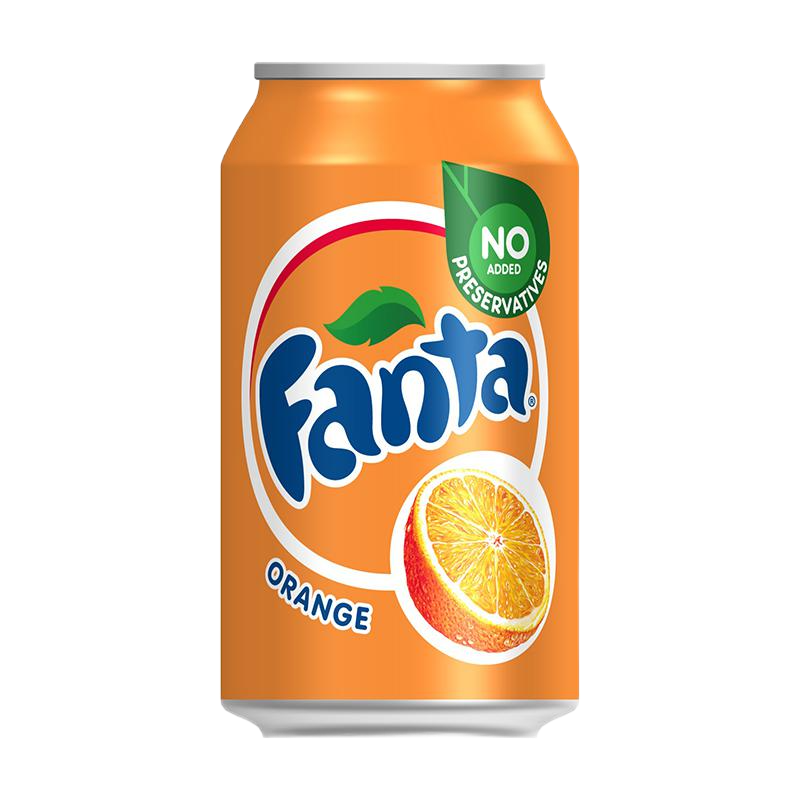 NO
ADDED
PRESERVATIVES
Fanta®
ORANGE